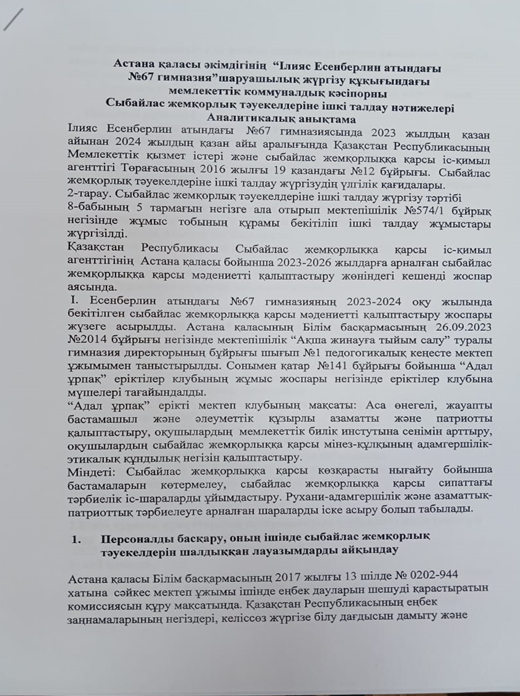 Астана қаласы әкімдігінің “Ілияс Есенберлин атындағы
№67 гимназия”шаруашылық жүргізу құқығындағы
мемлекеттік коммуналдық кәсіпорны
Сыбайлас жемқорлық тәуекелдеріне ішкі талдау нәтижелері
Аналитикалық анықтама
Ілияс Есенберлин атындағы №67 гимназиясында 2023 жылдың қазан
айынан 2024 жылдың қазан айы аралығында Қазақстан Республикасының
Мемлекеттік қызмет істері және сыбайлас жемқорлыққа қарсы іс-қимыл
агенттігі Төрағасының 2016 жылғы 19 қазандағы №12 бұйрығы. Сыбайлас
жемқорлық тәуекелдеріне ішкі талдау жүргізудің үлгілік қағидалары.
2-тарау. Сыбайлас жемқорлық тәуекелдеріне ішкі талдау жүргізу тәртібі
8-бабының 5 тармағын негізге ала отырып мектепішілік №574/1 бұйрық
негізінде жұмыс тобының құрамы бекітіліп ішкі талдау жұмыстары
жүргізілді.
Қазақстан Республикасы Сыбайлас жемқорлыққа қарсы іс-қимыл
агенттігінің Астана қаласы бойынша 2023-2026 жылдарға арналған сыбайлас
жемқорлыққа қарсы мәдениетті қалыптастыру жөніндегі кешенді жоспар
аясында.
І. Есенберлин атындағы №67 гимназияның 2023-2024 оқу жылында
бекітілген сыбайлас жемқорлыққа қарсы мәдениетті қалыптастыру жоспары
жүзеге асырылды. Астана қаласының Білім басқармасының 26.09.2023
№2014 бұйрығы негізінде мектепішілік “Ақша жинауға тыйым салу” туралы
гимназия директорының бұйрығы шығып №1 педогогикалық кеңесте мектеп
ұжымымен таныстырылды. Сонымен қатар №141 бұйрығы бойынша “Адал
ұрпақ” еріктілер клубының жұмыс жоспары негізінде еріктілер клубына
мүшелері тағайындалды.
“Адал ұрпақ” ерікті мектеп клубының мақсаты: Аса өнегелі, жауапты
бастамашыл және әлеуметтік құзырлы азаматты және патриотты
қалыптастыру, оқушылардың мемлекеттік билік инстутына сенімін арттыру,
оқушылардың сыбайлас жемқорлыққа қарсы мінез-құлқының адамгершілік-
этикалық құндылық негізін қалыптастыру.
Міндеті: Сыбайлас жемқорлыққа қарсы көзқарасты нығайту бойынша
бастамаларын көтермелеу, сыбайлас жемқорлыққа қарсы сипаттағы
тәрбиелік іс-шараларды ұйымдастыру. Рухани-адамгершілік және азаматтық-
патриоттық тәрбиелеуге арналған шараларды іске асыру болып табылады.
1. Персоналды басқару, оның ішінде сыбайлас жемқорлық
тәуекелдерін шалдыққан лауазымдарды айқындау
Астана қаласы Білім басқармасының 2017 жылғы 13 шілде № 0202-944
хатына сәйкес мектеп ұжымы ішінде еңбек дауларын шешуді қарастыратын
комиссиясын құру мақсатында. Қазақстан Республикасының еңбек
заңнамаларының негіздері, келіссөз жүргізе білу дағдысын дамыту және